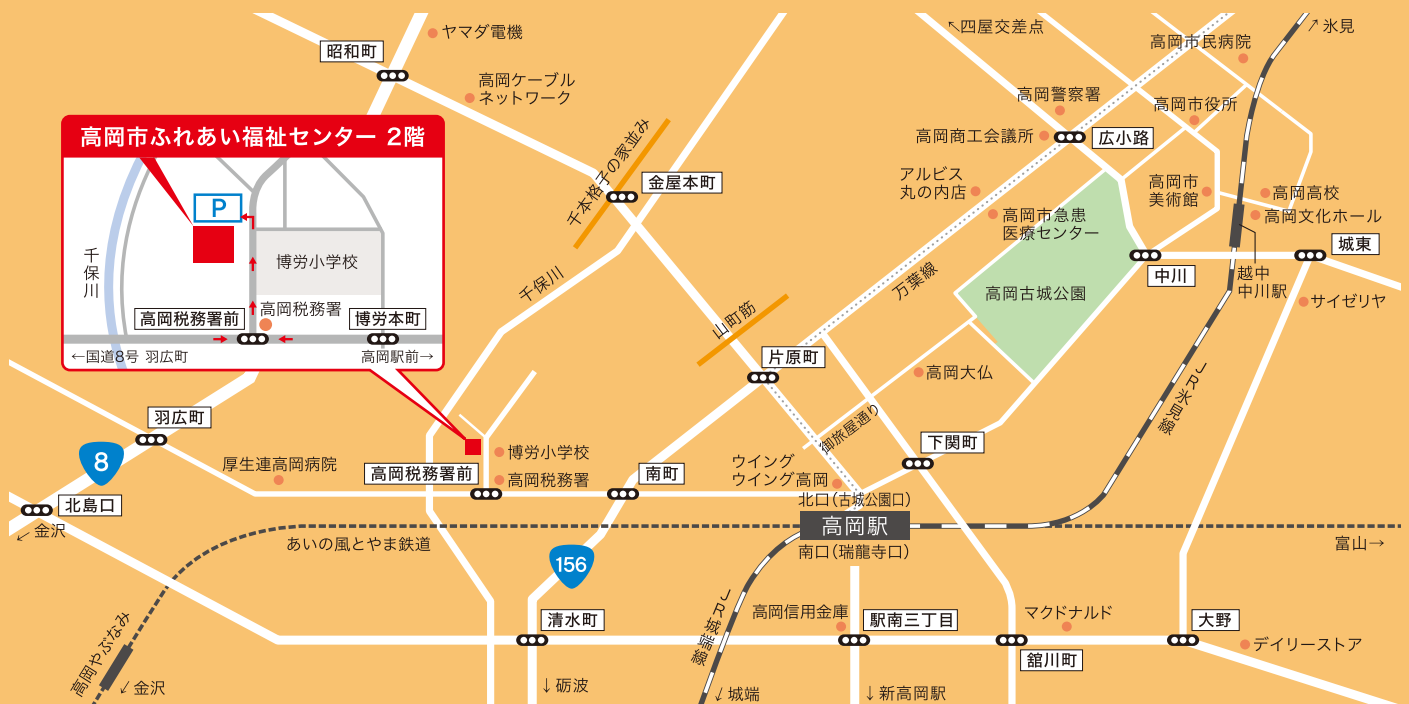 ヤマダ電機
昭和町
高岡ケーブル
ネットワーク
↖四屋交差点
高岡市民病院
↗氷見
高岡警察署
高岡市役所
高岡商工会議所
広小路
高岡市ふれあい福祉センター 2階
P
千保川
博労小学校
高岡税務署
高岡税務署前
博労本町
←国道8号 羽広町
高岡駅前→
千本格子の家並み
金屋本町
アルビス
丸の内店
高岡市
美術館
高岡高校
高岡文化ホール
高岡市急患
医療センター
城東
中川
越中
中川駅
千保川
万葉線
高岡古城公園
サイゼリヤ
山町筋
片原町
高岡大仏
JR氷見線
羽広町
御旅屋通り
下関町
8
厚生連高岡病院
高岡税務署前
博労小学校
高岡税務署
南町
ウイング
ウイング高岡
北島口
←金沢
北口(古城公園口)
高岡駅
南口(瑞龍寺口)
あいの風とやま鉄道
富山→
156
JR城端線
清水町
高岡信用金庫
駅南三丁目
マクドナルド
舘川町
大野
デイリーストア
高岡やぶなみ
↙金沢
↓砺波
↙城端
↓新高岡駅